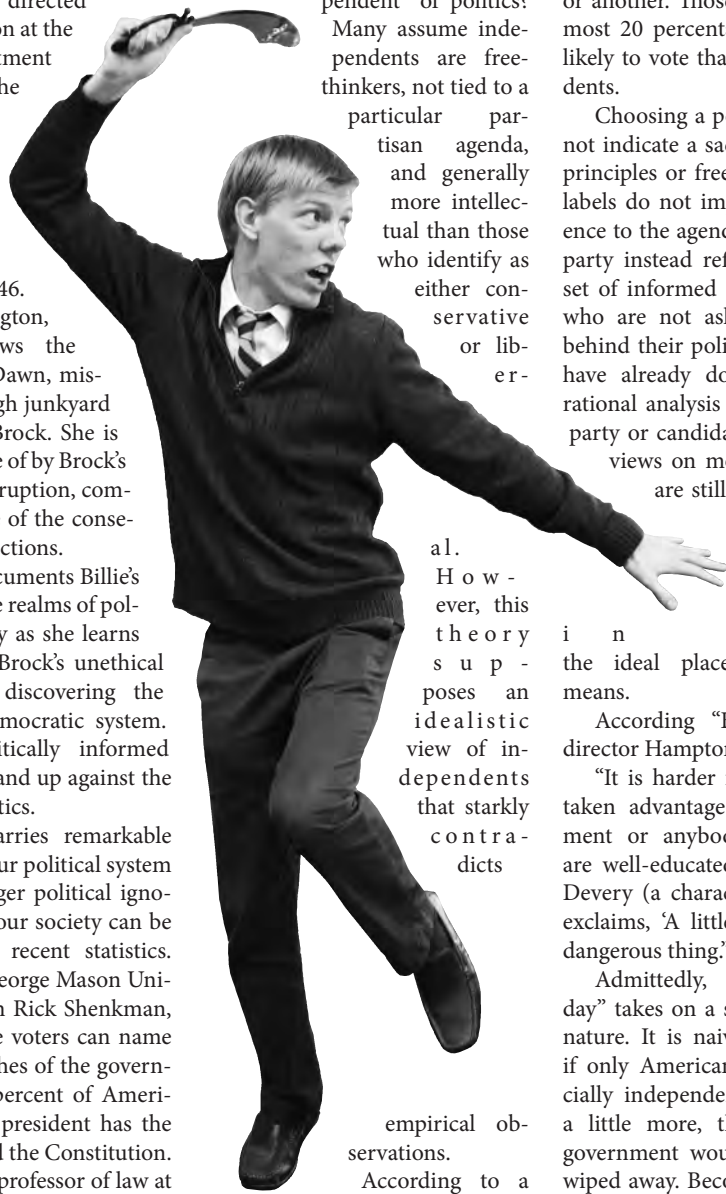 directed
n at the
tment
he
46.
gton,
ws the
Dawn, mis-
gh junkyard
Brock. She is
e of by Brock’s
ruption, com-
of the conse-
ctions.
cuments Billie’s
e realms of pol-
y as she learns
Brock’s unethical
discovering the
mocratic system.
itically informed
and up against the
tics.
arries remarkable
ur political system
ger political igno-
our society can be
recent statistics.
eorge Mason Uni-
n Rick Shenkman,
e voters can name
hes of the govern-
percent of Ameri-
president has the
d the Constitution.
professor of law at
pendent” of politics?
Many assume inde-
pendents are free-
thinkers, not tied to a
particular par-
tisan agenda,
and generally
more intellec-
tual than those
who identify as
either con-
servative
or lib-
er-
al.
How-
ever, this
theory
sup-
poses an
idealistic
view of in-
dependents
that starkly
contra-
dicts
empirical ob-
servations.
According to a
or another. Those
most 20 percent
likely to vote tha
dents.
Choosing a p
not indicate a sa
principles or free
labels do not im
ence to the agend
party instead ref
set of informed
who are not ask
behind their poli
have already do
rational analysis
party or candida
views on m
are still
in
the ideal place
means.
According “B
director Hampto
“It is harder
taken advantage
ment or anybod
are well-educated
Devery (a charac
exclaims, ‘A little
dangerous thing.’
Admittedly,
day” takes on a s
nature. It is naiv
if only American
cially independe
a little more, th
government wou
wiped away. Bec